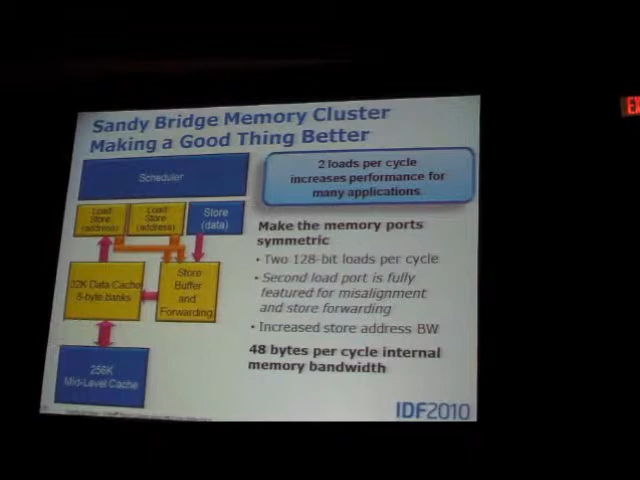 Sandy Bridge Memory Cluster
Making a Good Thing Better
Scheduler
2 loads per cycle
increases performance for
many applications
Load
Store
(address)
Load
Store
(address)
Store
(data)
Make the memory ports
symmetric
• Two 128-bit loads per cycle
• Second load port is fully
featured for misalignment
and store forwarding
• Increased store address BW
48 bytes per cycle internal
memory bandwidth
32K Data Cache
8-byte banks
Store
Buffer
and
Forwarding
256K
Mid-Level Cache
IDF2010